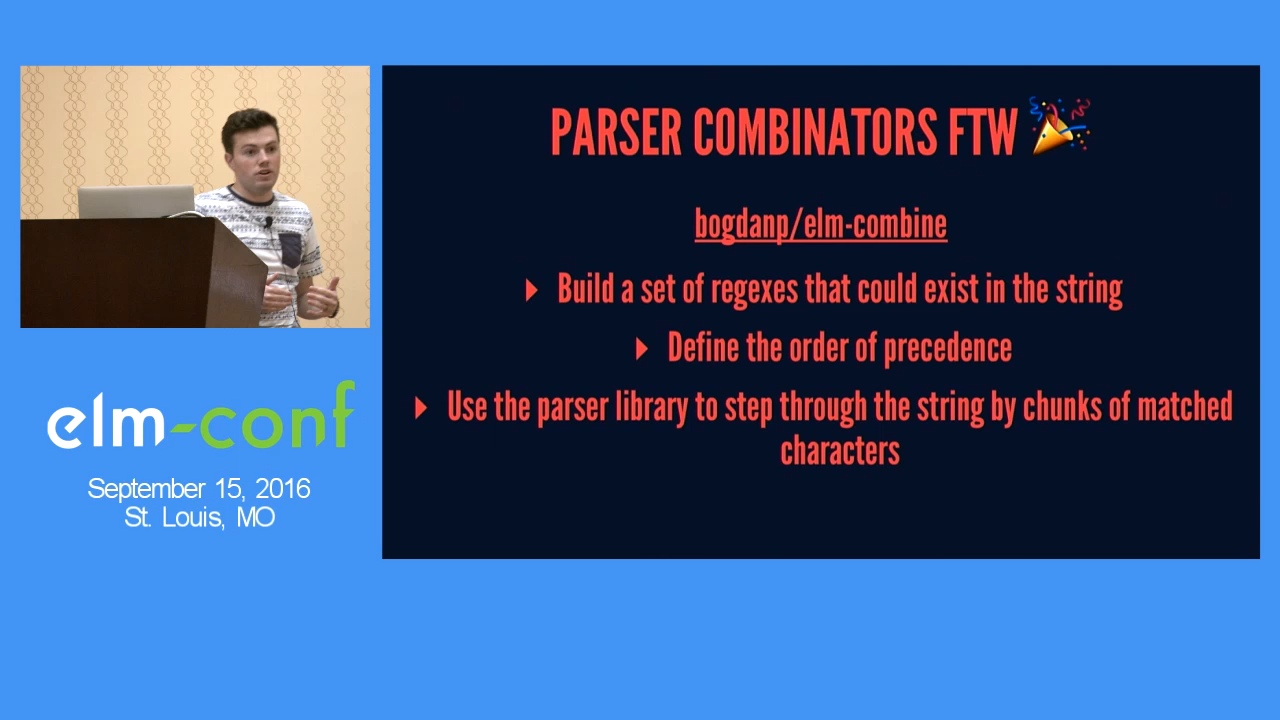 PARSER COMBINATORS FTW 🎉
bogdanp/elm-combine
▸ Build a set of regexes that could exist in the string
▸ Define the order of precedence
▸ Use the parser library to step through the string by chunks of matched
characters
elm-conf
September 15, 2016
St. Louis, MO